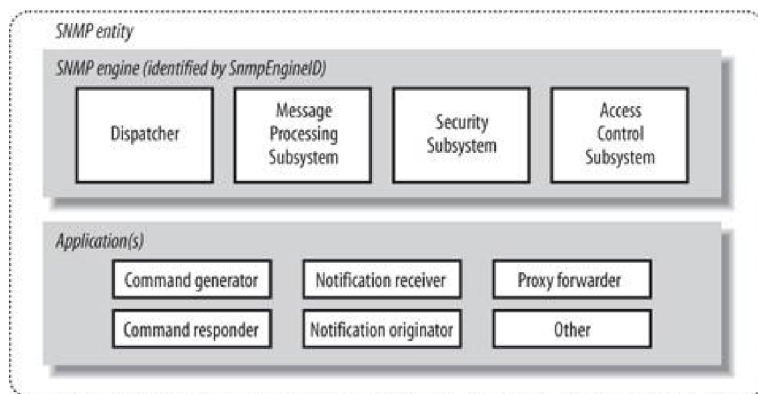 SNMP entity
SNMP engine (identified by SnmpEngineID)
Dispatcher
Message
Processing
Subsystem
Security
Subsystem
Access
Control
Subsystem
Application(s)
Command generator
Notification receiver
Proxy forwarder
Command responder
Notification originator
Other